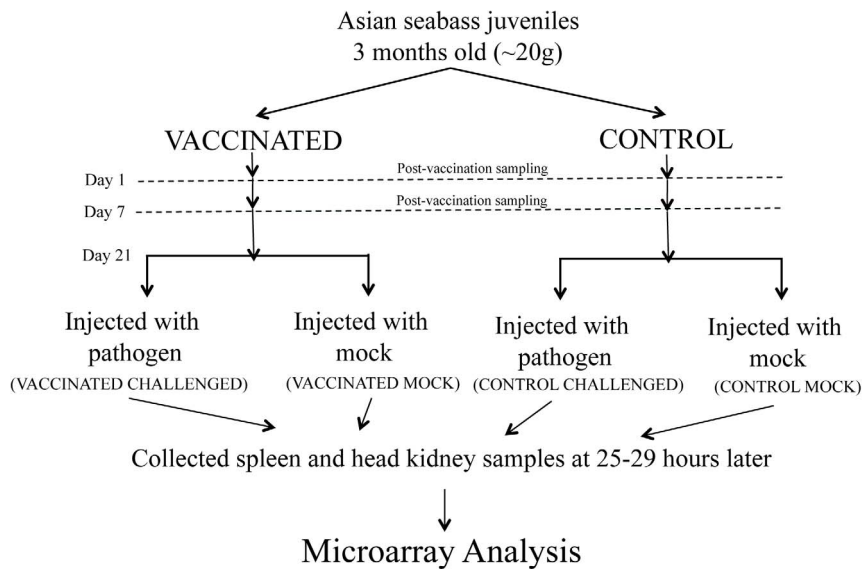 Asian seabass juveniles
3 months old (~20g)
VACCINATED
CONTROL
Day 1
Post-vaccination sampling
Day 7
Post-vaccination sampling
Day 21
Injected with
pathogen
(VACCINATED CHALLENGED)
Injected with
mock
(VACCINATED MOCK)
Injected with
pathogen
(CONTROL CHALLENGED)
Injected with
mock
(CONTROL MOCK)
Collected spleen and head kidney samples at 25-29 hours later
Microarray Analysis